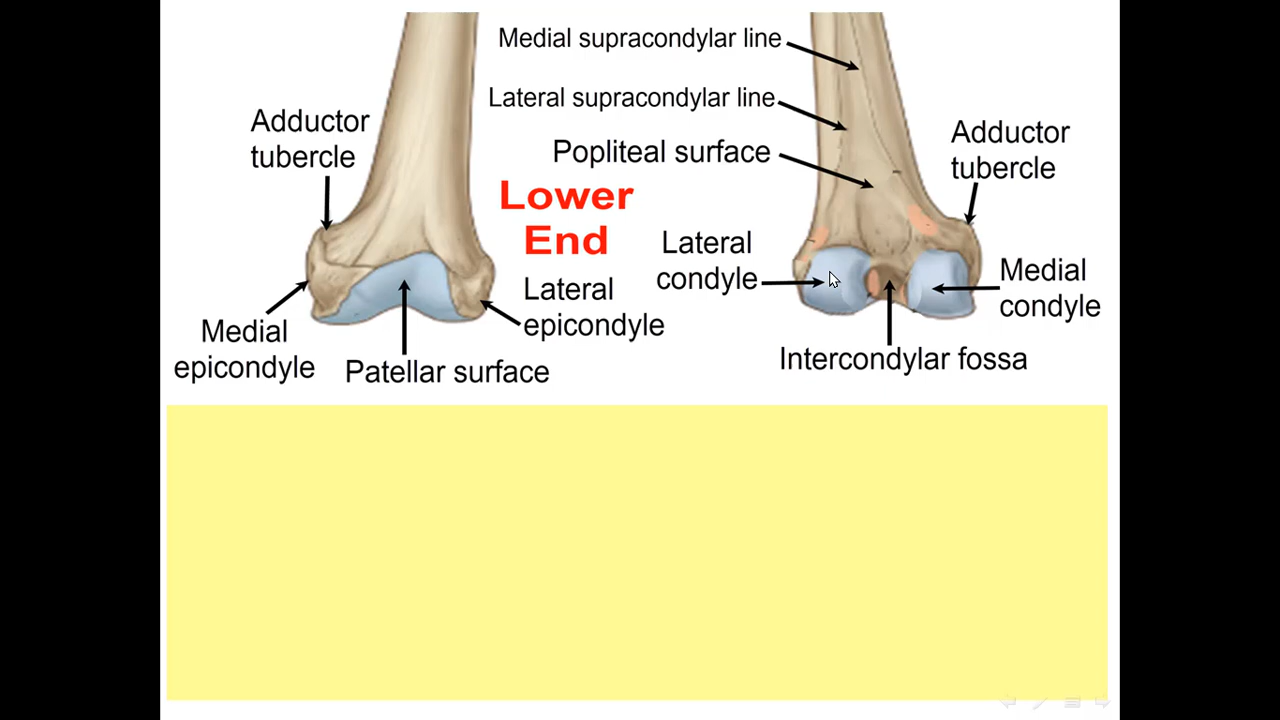 Medial supracondylar line
Lateral supracondylar line
Adductor
tubercle
Popliteal surface
Adductor
tubercle
Lower
End
Lateral
condyle
Medial
condyle
Lateral
epicondyle
Medial
epicondyle
Patellar surface
Intercondylar fossa